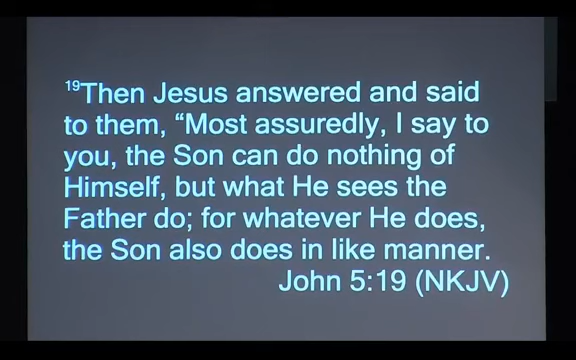 19Then Jesus answered and said
to them, “Most assuredly, I say to
you, the Son can do nothing of
Himself, but what He sees the
Father do; for whatever He does,
the Son also does in like manner.
John 5:19 (NKJV)